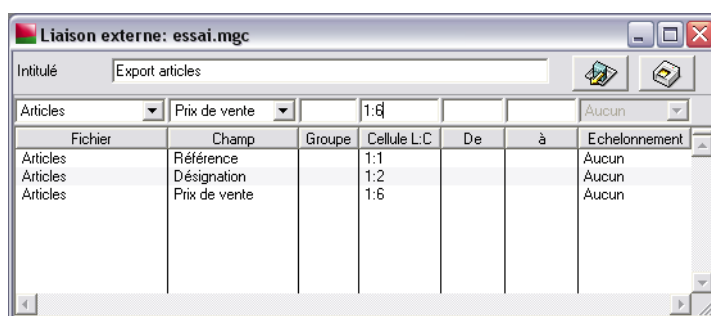 Liaison externe: essai.mgc
Intitulé Export articles
Articles Prix de vente 1:6 Aucun
Fichier Champ Groupe Cellule L:C De à Echelonnement
Articles Référence 1:1 Aucun
Articles Désignation 1:2 Aucun
Articles Prix de vente 1:6 Aucun